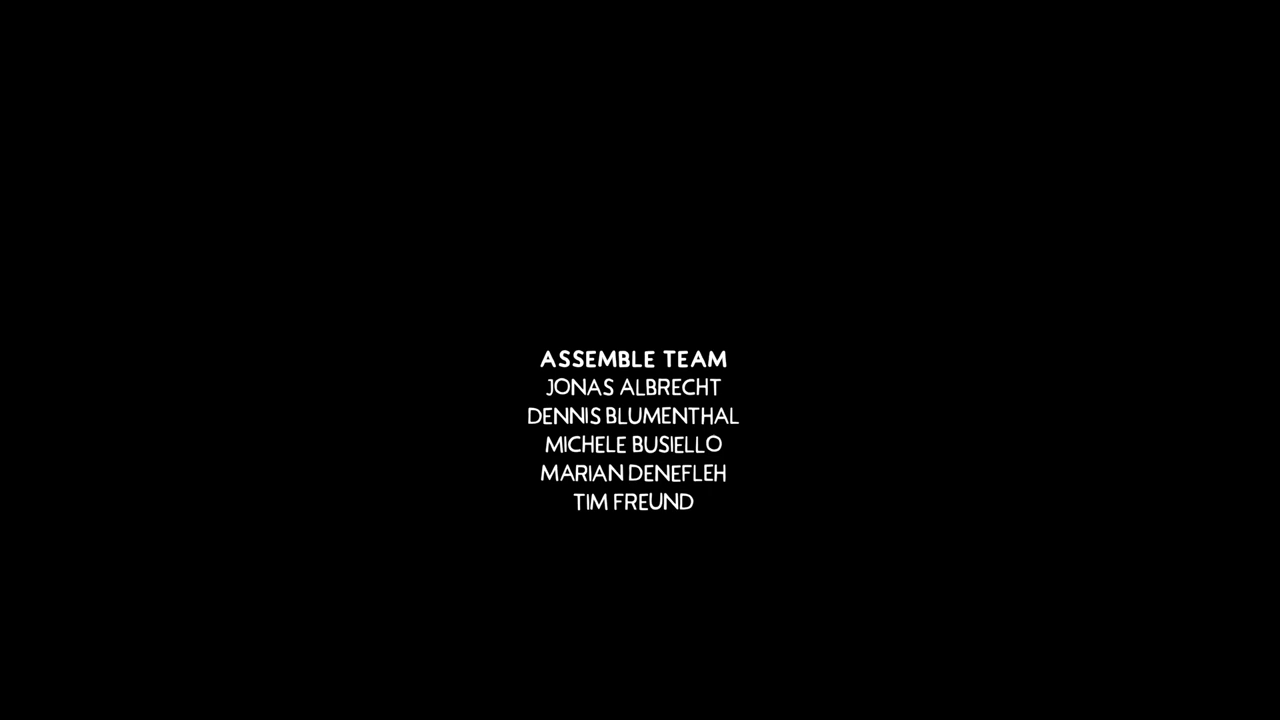 ASSEMBLE TEAM
JONAS ALBRECHT
DENNIS BLUMENTHAL
MICHELE BUSIELLO
MARIAN DENEFLEH
TIM FREUND